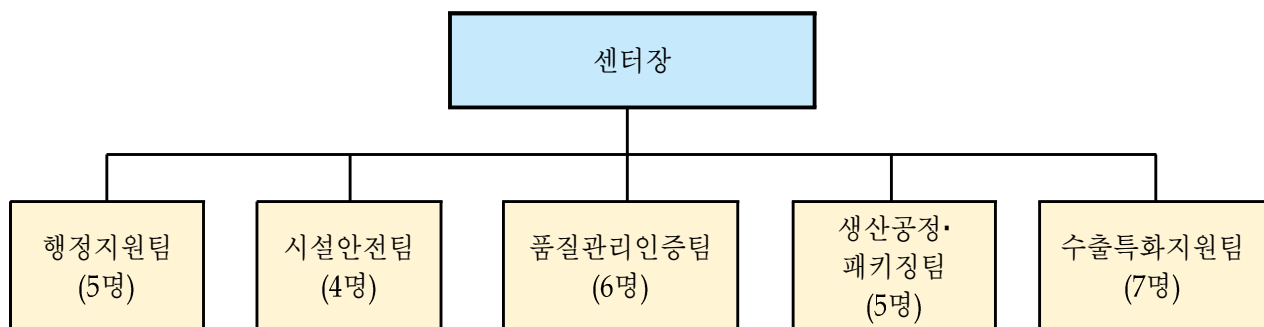 센터장
행정지원팀
(5명)
시설안전팀
(4명)
품질관리인증팀
(6명)
생산공정·
패키징팀
(5명)
수출특화지원팀
(7명)